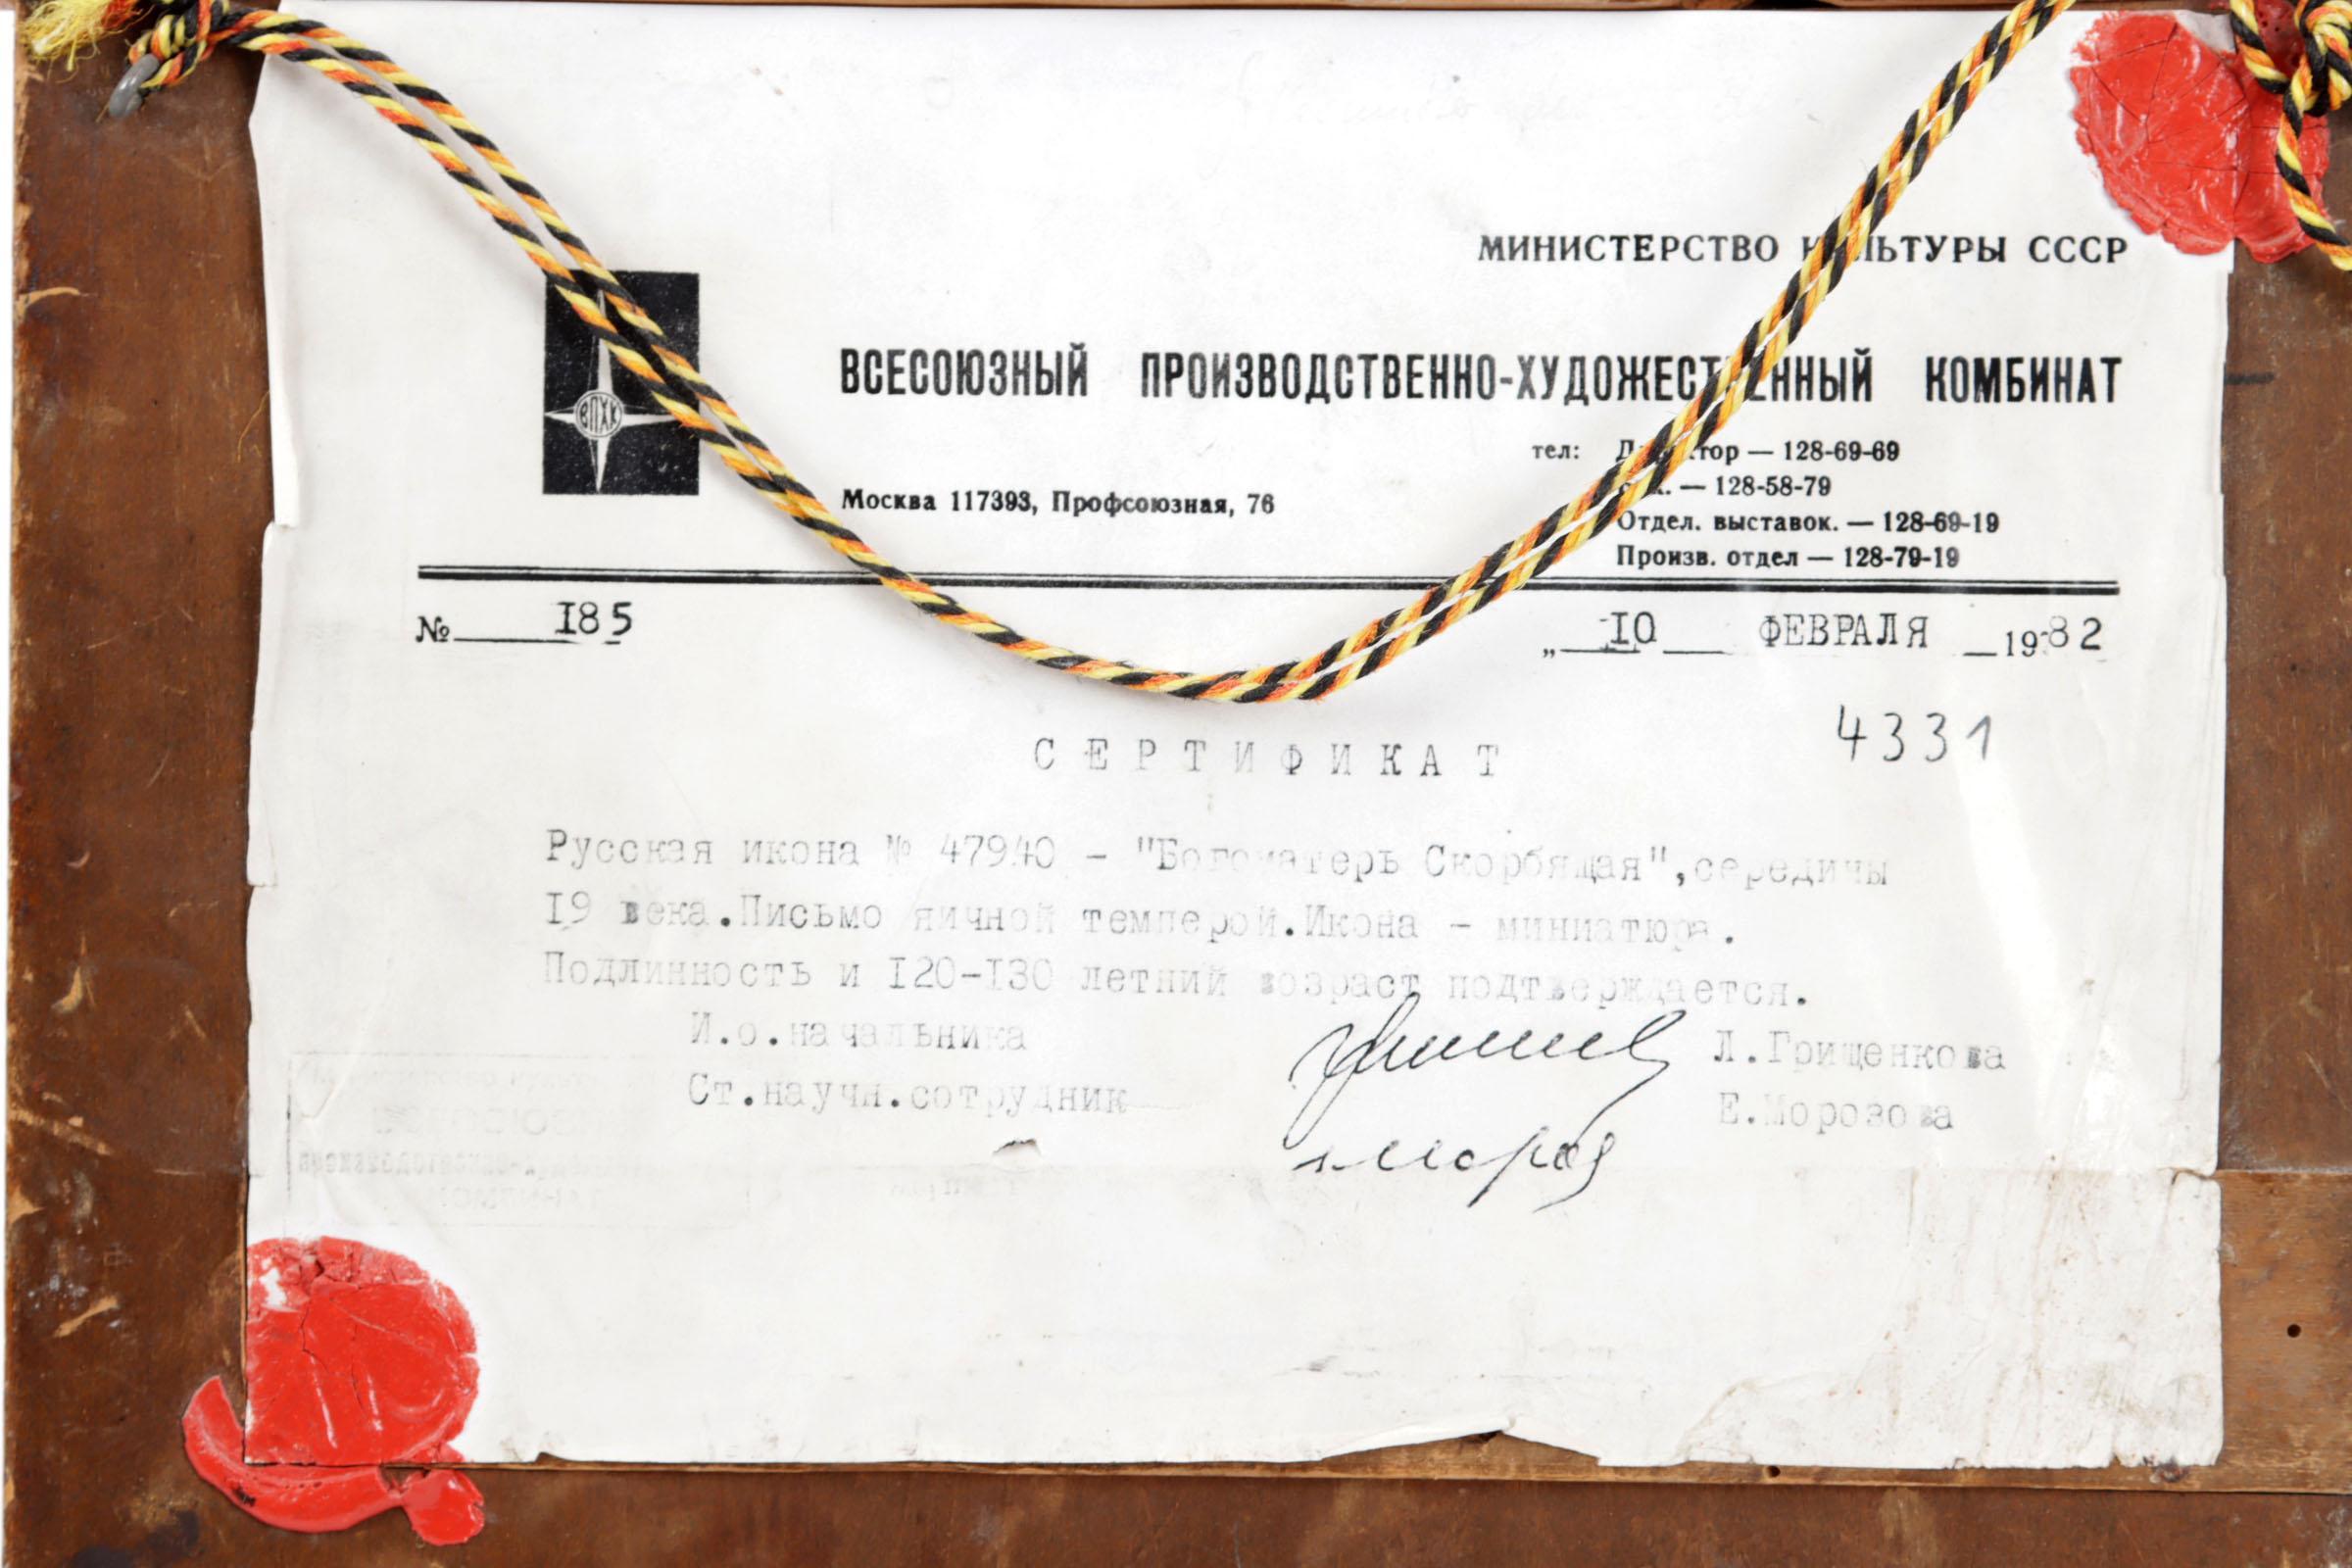 МИНИСТЕРСТВО КУЛЬТУРЫ СССР
ВСЕСОЮЗНЫЙ ПРОИЗВОДСТВЕННО-ХУДОЖЕСТВЕННЫЙ КОМБИНАТ
ВПХК
тел: Директор — 128-69-69
— 128-58-79
Москва 117393, Профсоюзная, 76
Отдел. выставок. — 128-69-19
Произв. отдел — 128-79-19
№ 185
„ 10 ФЕВРАЛЯ 1982
4331
СЕРТИФИКАТ
Русская икона № 47940 - "Богоматерь Скорбящая",середины
19 века.Письмо яичной темперой.Икона - миниатюра.
Подлинность и 120-130 летний возраст подтверждается.
И.о.начальника Л.Грищенкова
Ст.научн.сотрудник Е.Морозова